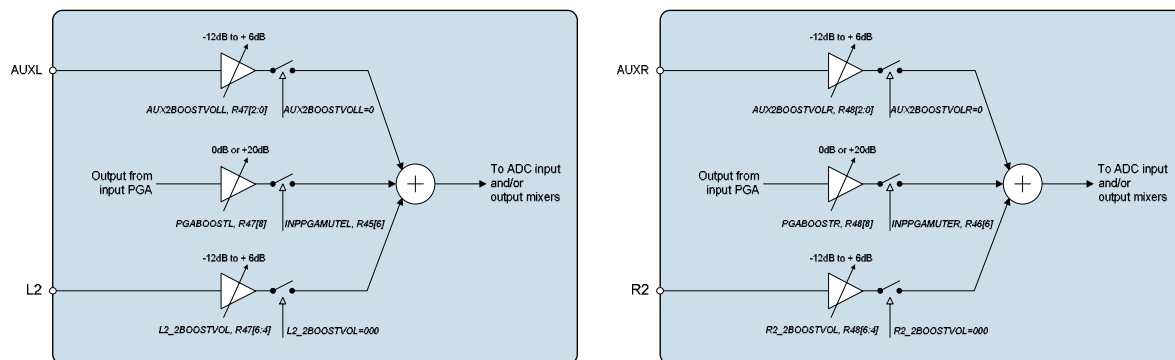 -12dB to + 6dB
AUXL
AUX2BOOSTVOLL, R47[2:0]
AUX2BOOSTVOLL=0
0dB or +20dB
Output from
input PGA
To ADC input
and/or
output mixers
PGABOOSTL, R47[8]
INPPGAMUTEL, R45[6]
-12dB to + 6dB
L2
L2_2BOOSTVOL, R47[6:4]
L2_2BOOSTVOL=000
-12dB to + 6dB
AUXR
AUX2BOOSTVOLR, R48[2:0]
AUX2BOOSTVOLR=0
0dB or +20dB
Output from
input PGA
To ADC input
and/or
output mixers
PGABOOSTR, R48[8]
INPPGAMUTER, R46[6]
-12dB to + 6dB
R2
R2_2BOOSTVOL, R48[6:4]
R2_2BOOSTVOL=000